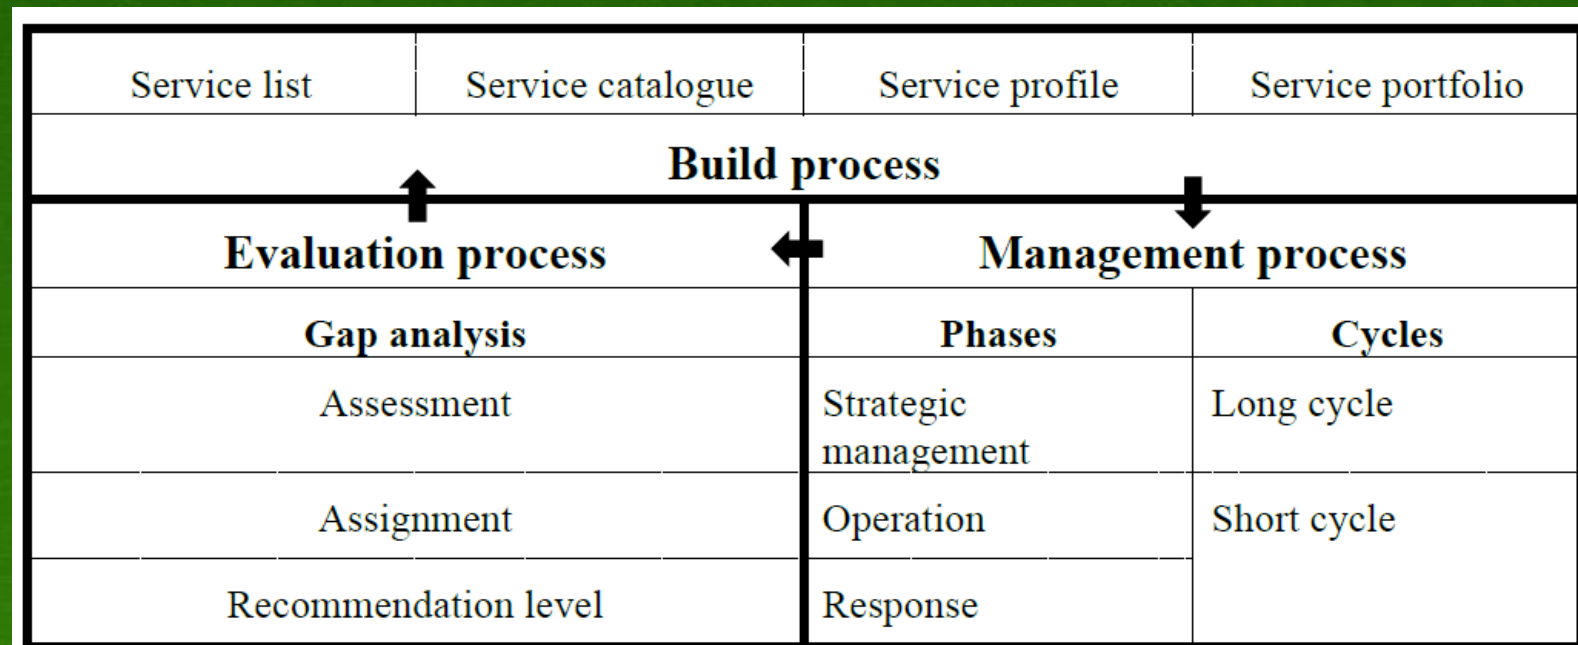 Service list
Service catalogue
Service profile
Service portfolio
Build process
Evaluation process
Management process
Gap analysis
Phases
Cycles
Assessment
Strategic
management
Long cycle
Assignment
Operation
Short cycle
Recommendation level
Response